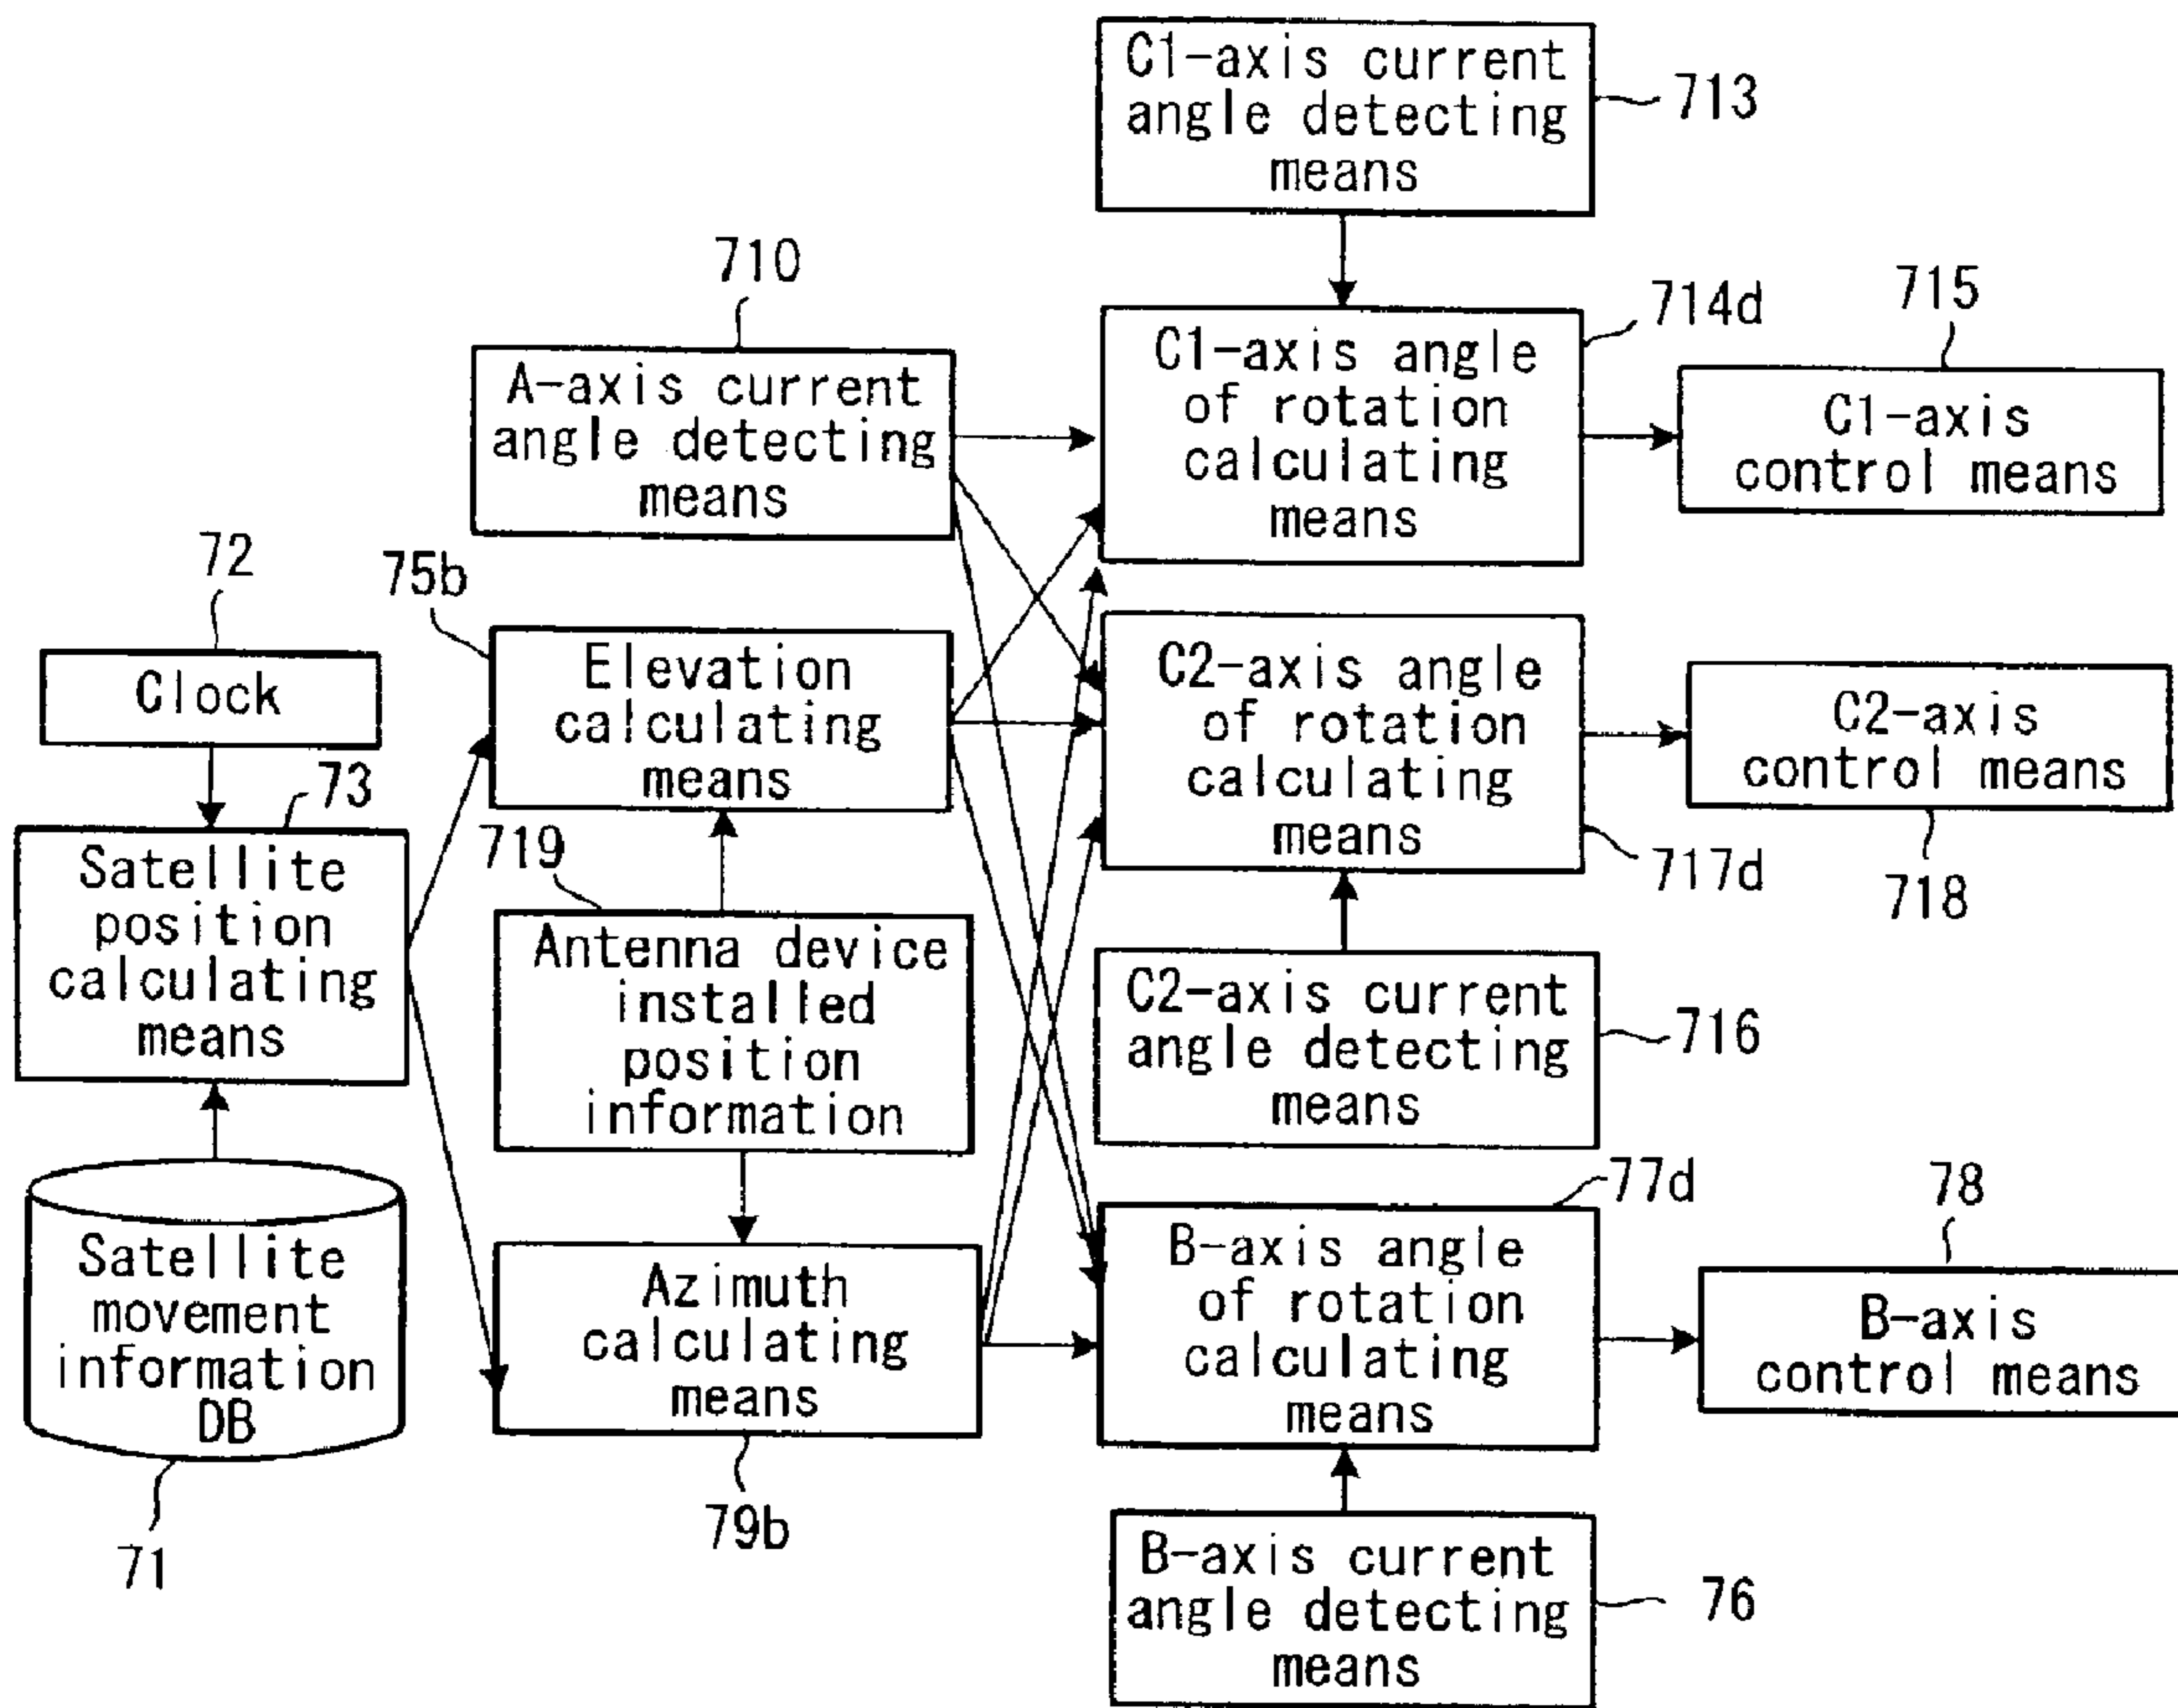 C1-axis current
angle detecting
means
713
710
A-axis current
angle detecting
means
714d
C1-axis angle
of rotation
calculating
means
715
C1-axis
control means
72
Clock
75b
Elevation
calculating
means
C2-axis angle
of rotation
calculating
means
717d
C2-axis
control means
718
73
Satellite
position
calculating
means
719
Antenna device
installed
position
information
C2-axis current
angle detecting
means
716
Satellite
movement
information
DB
71
Azimuth
calculating
means
79b
77d
B-axis angle
of rotation
calculating
means
78
B-axis
control means
B-axis current
angle detecting
means
76